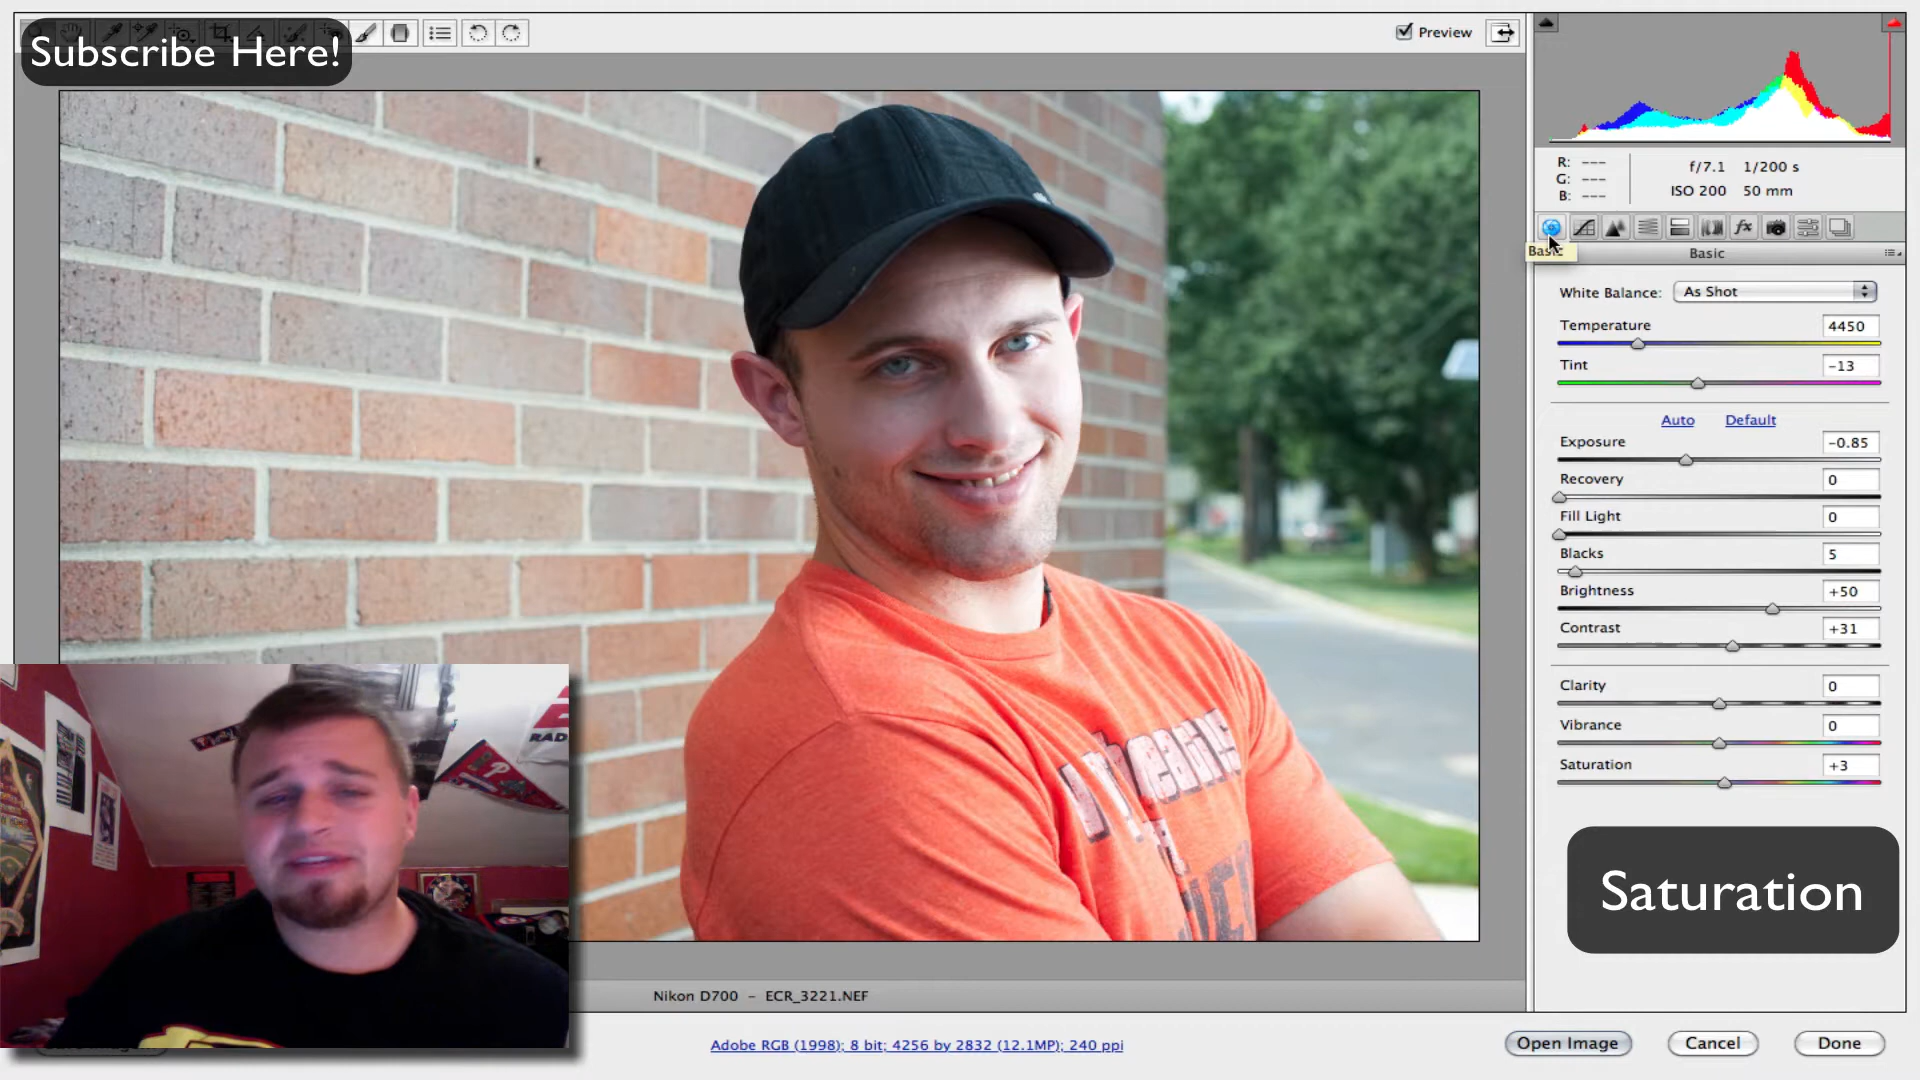 Subscribe Here!
Preview
R: ---
G: ---
B: ---
f/7.1 1/200 s
ISO 200 50 mm
fx
Basic
Basic
White Balance: As Shot
Temperature 4450
Tint -13
Auto Default
Exposure -0.85
Recovery 0
Fill Light 0
Blacks 5
Brightness +50
Contrast +31
Clarity 0
Vibrance 0
Saturation +3
Saturation
RAD
P
Nikon D700 - ECR_3221.NEF
Adobe RGB (1998); 8 bit; 4256 by 2832 (12.1MP); 240 ppi
Open Image Cancel Done